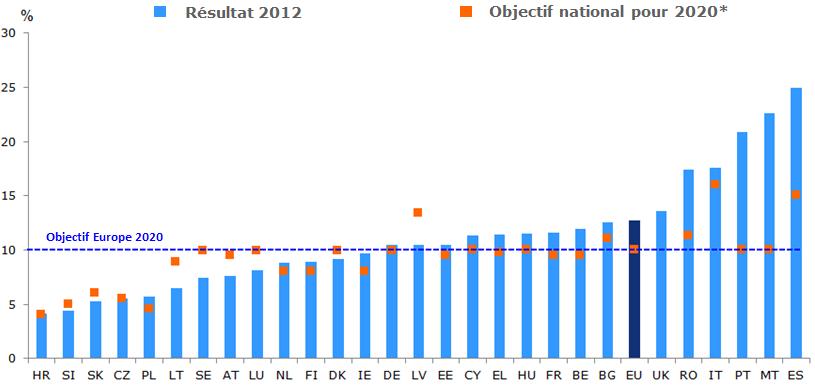 %
Résultat 2012
Objectif national pour 2020*
30
25
20
15
Objectif Europe 2020
10
5
0
HR SI SK CZ PL LT SE AT LU NL FI DK IE DE LV EE CY EL HU FR BE BG EU UK RO IT PT MT ES